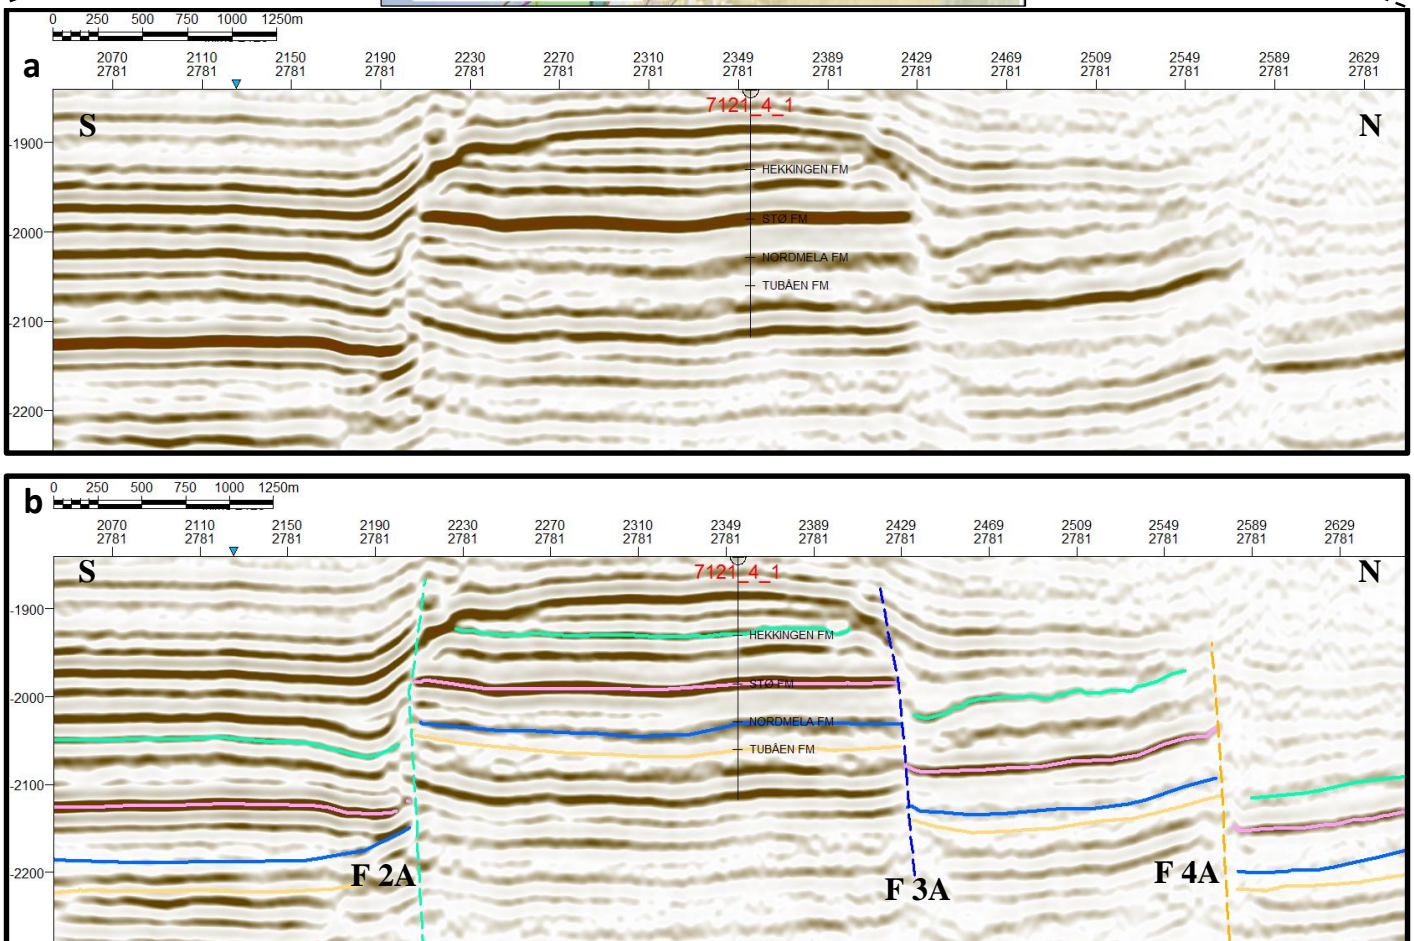 0 250 500 750 1000 1250m
a
2070 2110 2150 2190 2230 2270 2310 2349 2389 2429 2469 2509 2549 2589 2629
2781 2781 2781 2781 2781 2781 2781 2781 2781 2781 2781 2781 2781 2781 2781
7121_4_1
S N
-1900
HEKKINGEN FM
-2000
STØ FM
NORDMELA FM
TUBÅEN FM
-2100
-2200
b
0 250 500 750 1000 1250m
2070 2110 2150 2190 2230 2270 2310 2349 2389 2429 2469 2509 2549 2589 2629
2781 2781 2781 2781 2781 2781 2781 2781 2781 2781 2781 2781 2781 2781 2781
S N
7121_4_1
-1900
HEKKINGEN FM
-2000
STØ FM
NORDMELA FM
TUBÅEN FM
-2100
-2200
F 2A F 3A F 4A